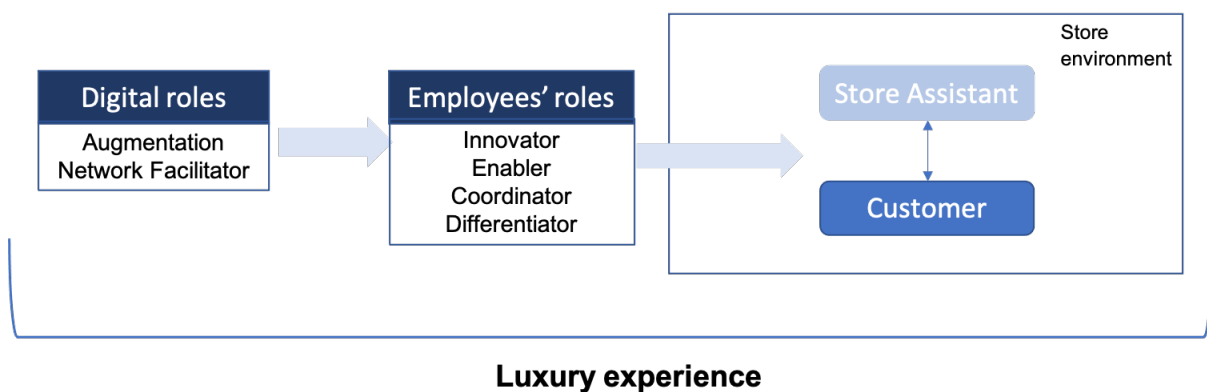 Digital roles
Augmentation
Network Facilitator
Employees' roles
Innovator
Enabler
Coordinator
Differentiator
Store
environment
Store Assistant
Customer
Luxury experience